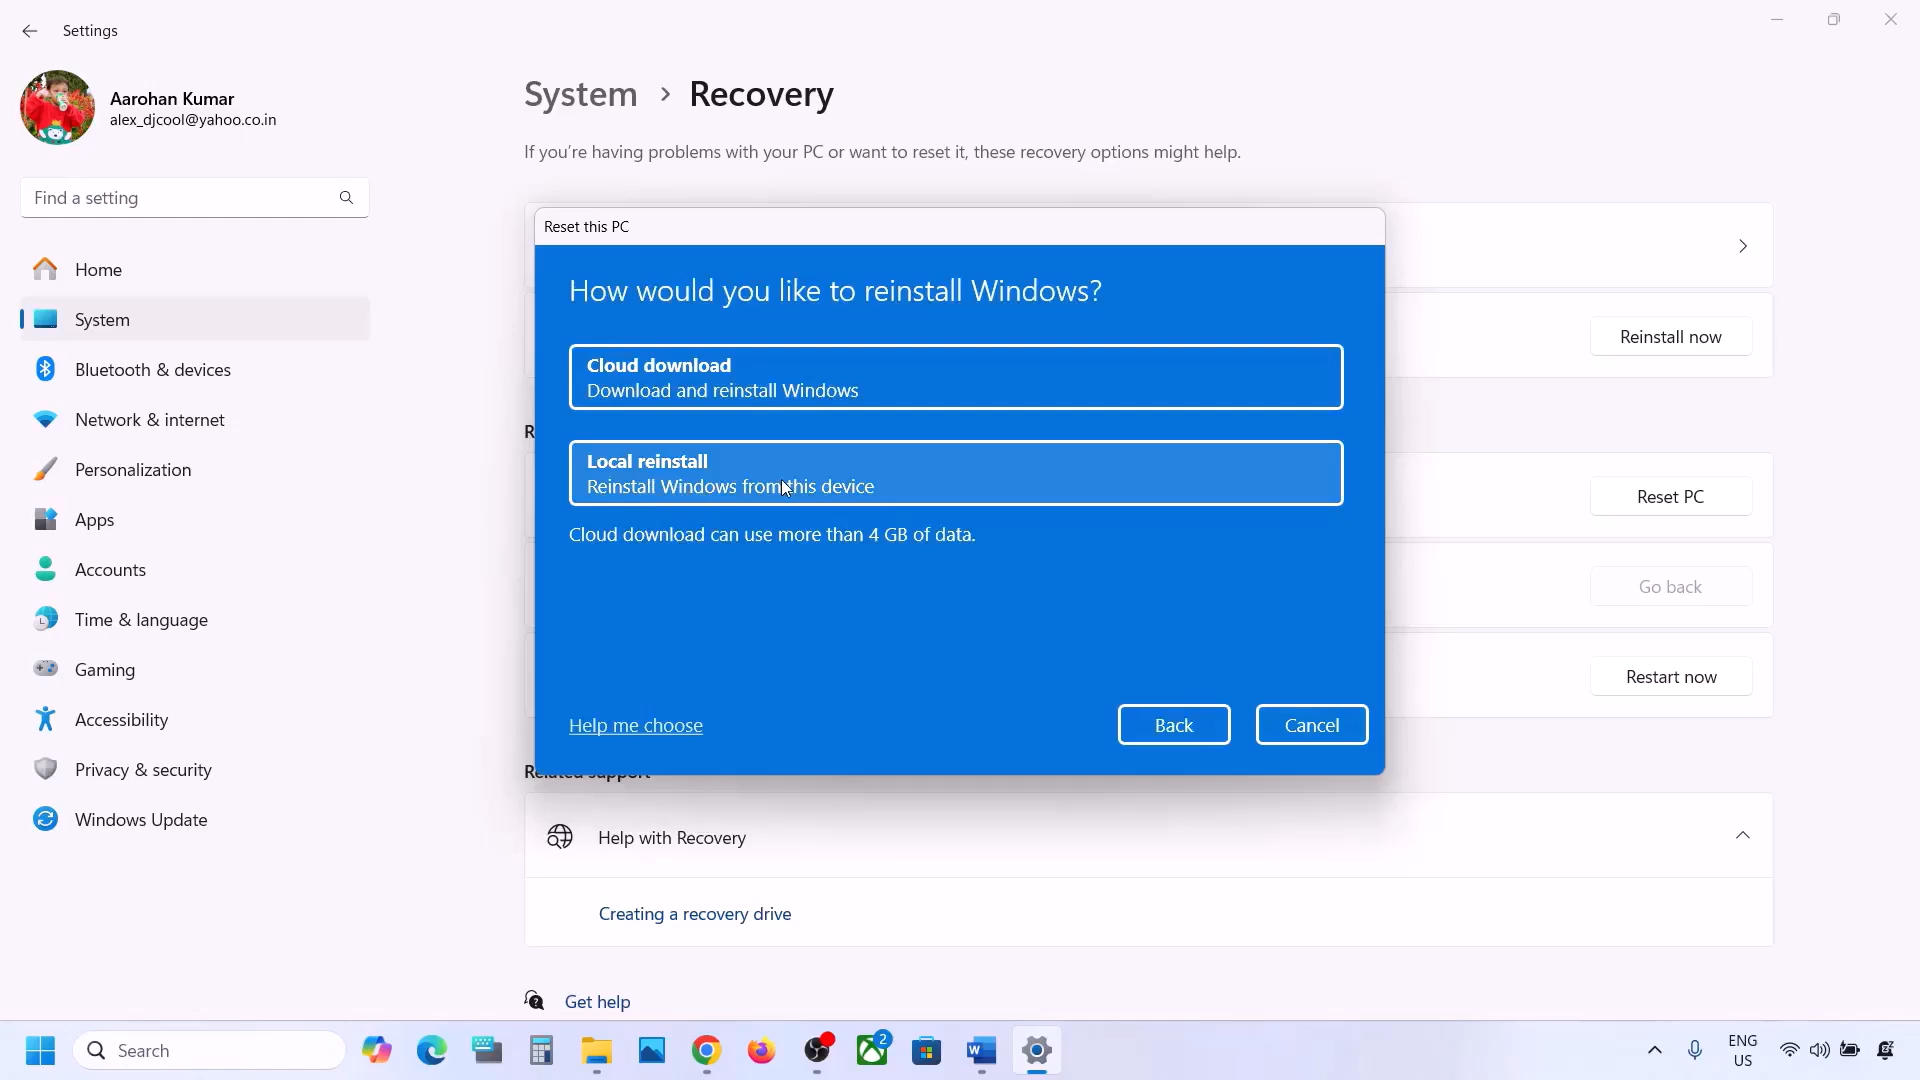 Settings
Aarohan Kumar
alex_djcool@yahoo.co.in
Find a setting
Home
System
Bluetooth & devices
Network & internet
Personalization
Apps
Accounts
Time & language
Gaming
Accessibility
Privacy & security
Windows Update
System > Recovery
If you're having problems with your PC or want to reset it, these recovery options might help.
Reset this PC
How would you like to reinstall Windows?
Cloud download
Download and reinstall Windows
Local reinstall
Reinstall Windows from this device
Cloud download can use more than 4 GB of data.
Help me choose
Back
Cancel
Reinstall now
Reset PC
Go back
Restart now
Related support
Help with Recovery
Creating a recovery drive
Get help
Search
2
ENG
US